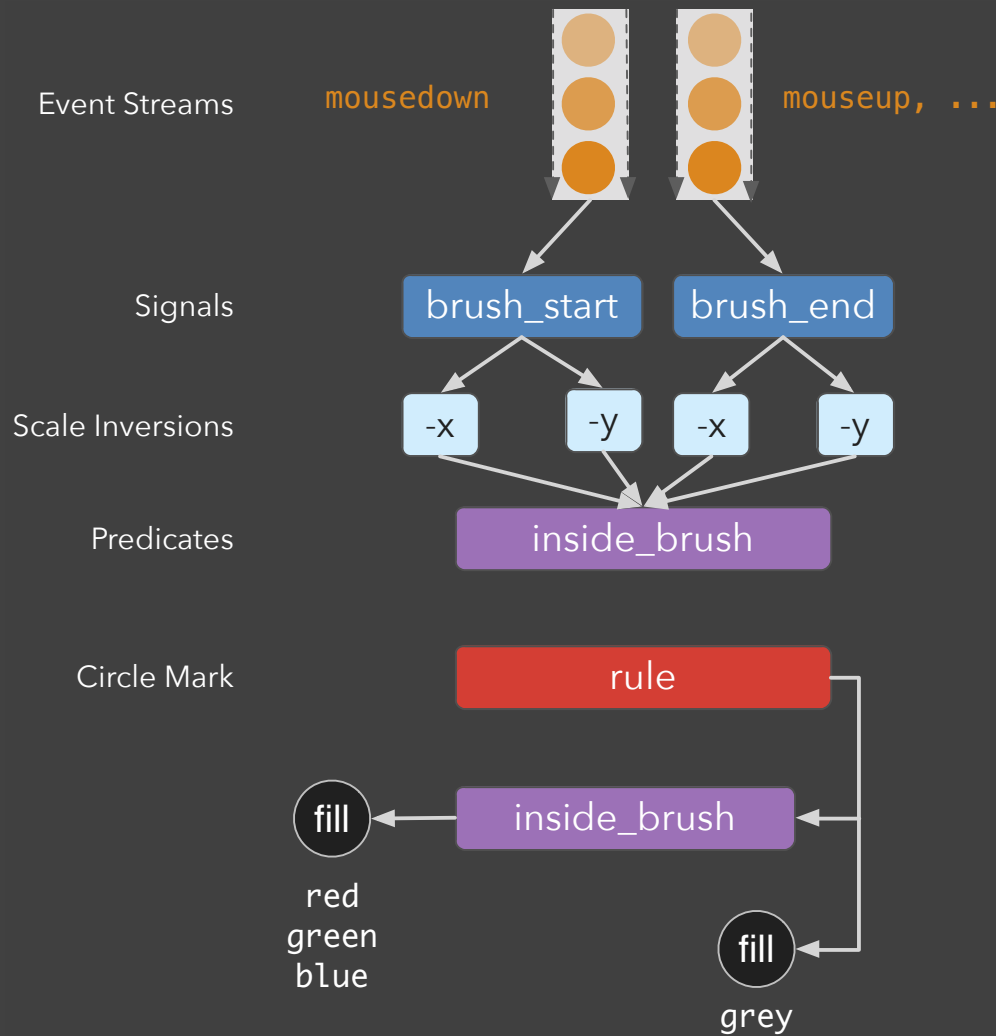 Event Streams
mousedown
mouseup, ...
Signals
brush_start
brush_end
Scale Inversions
-x
-y
-x
-y
Predicates
inside_brush
Circle Mark
rule
fill
inside_brush
red
green
blue
fill
grey